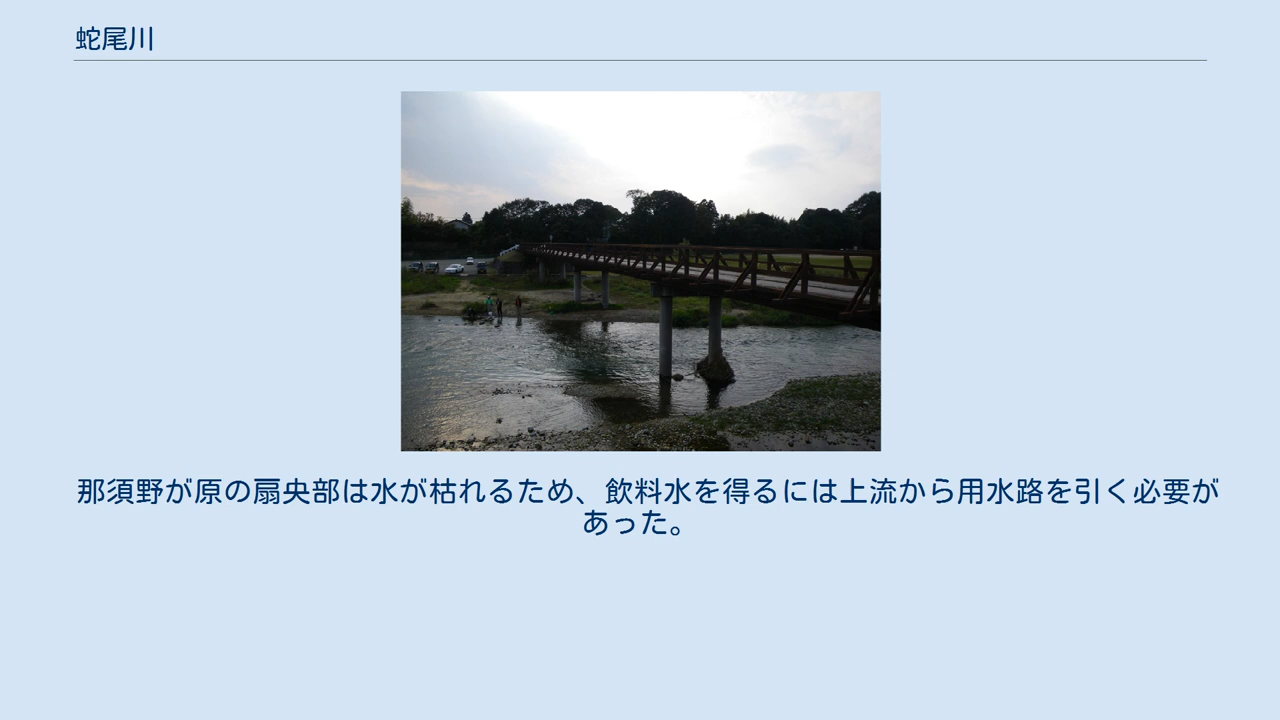 蛇尾川
那須野が原の扇央部は水が枯れるため、飲料水を得るには上流から用水路を引く必要が
あった。